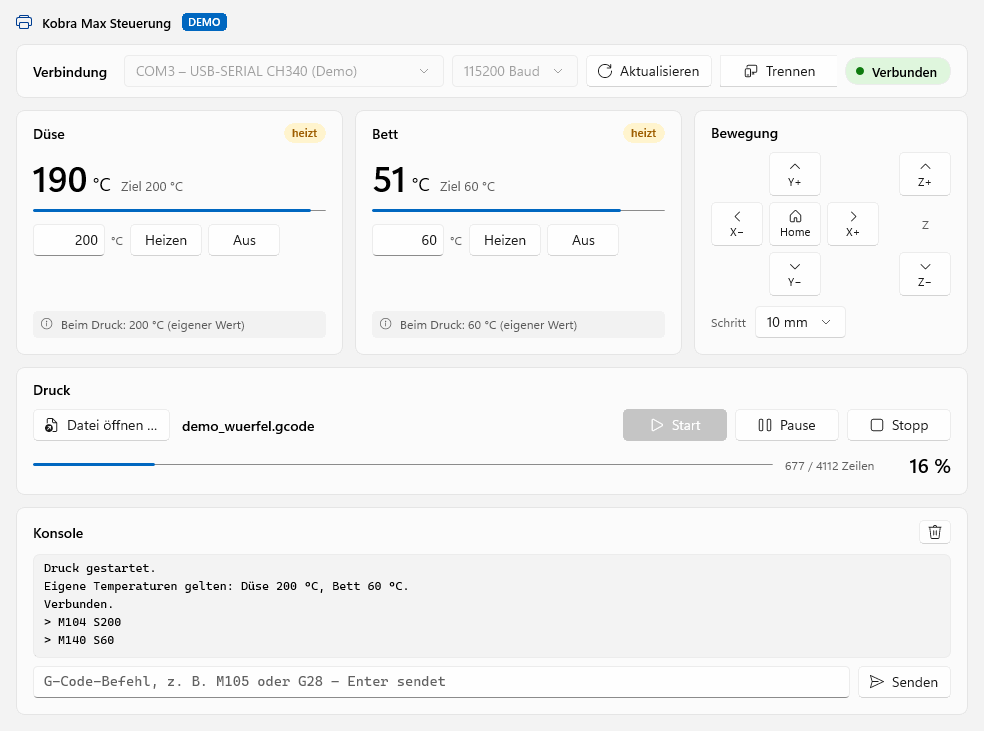 Kobra Max Steuerung DEMO
Verbindung COM3 – USB-SERIAL CH340 (Demo) 115200 Baud Aktualisieren Trennen Verbunden
Düse heizt
190 °C Ziel 200 °C
200 °C Heizen Aus
Beim Druck: 200 °C (eigener Wert)
Bett heizt
51 °C Ziel 60 °C
60 °C Heizen Aus
Beim Druck: 60 °C (eigener Wert)
Bewegung
Y+ Z+
X− Home X+ Z
Y− Z−
Schritt 10 mm
Druck
Datei öffnen ... demo_wuerfel.gcode Start Pause Stopp
677 / 4112 Zeilen 16 %
Konsole
Druck gestartet.
Eigene Temperaturen gelten: Düse 200 °C, Bett 60 °C.
Verbunden.
> M104 S200
> M140 S60
G-Code-Befehl, z. B. M105 oder G28 – Enter sendet Senden